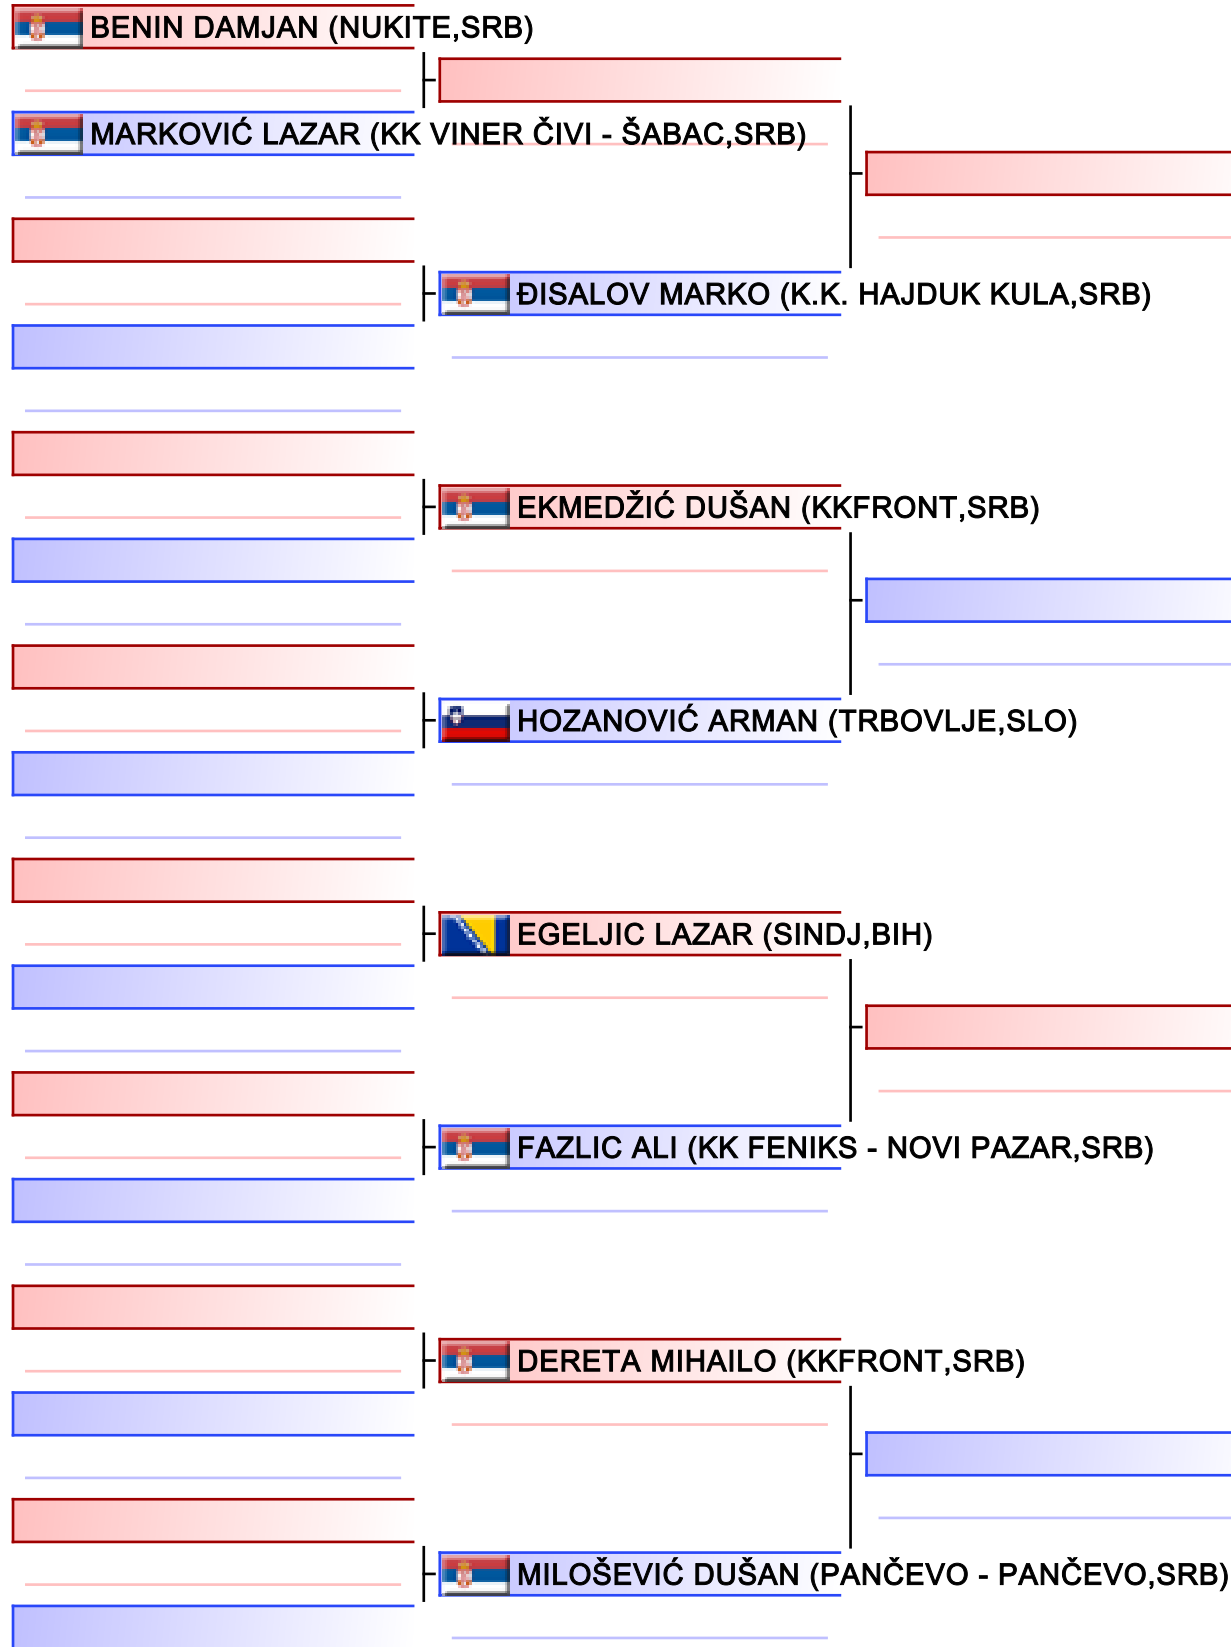 BENIN DAMJAN (NUKITE,SRB)
MARKOVIĆ LAZAR (KK VINER ČIVI - ŠABAC,SRB)
ĐISALOV MARKO (K.K. HAJDUK KULA,SRB)
EKMEDŽIĆ DUŠAN (KKFRONT,SRB)
HOZANOVIĆ ARMAN (TRBOVLJE,SLO)
EGELJIC LAZAR (SINDJ,BIH)
FAZLIC ALI (KK FENIKS - NOVI PAZAR,SRB)
DERETA MIHAILO (KKFRONT,SRB)
MILOŠEVIĆ DUŠAN (PANČEVO - PANČEVO,SRB)